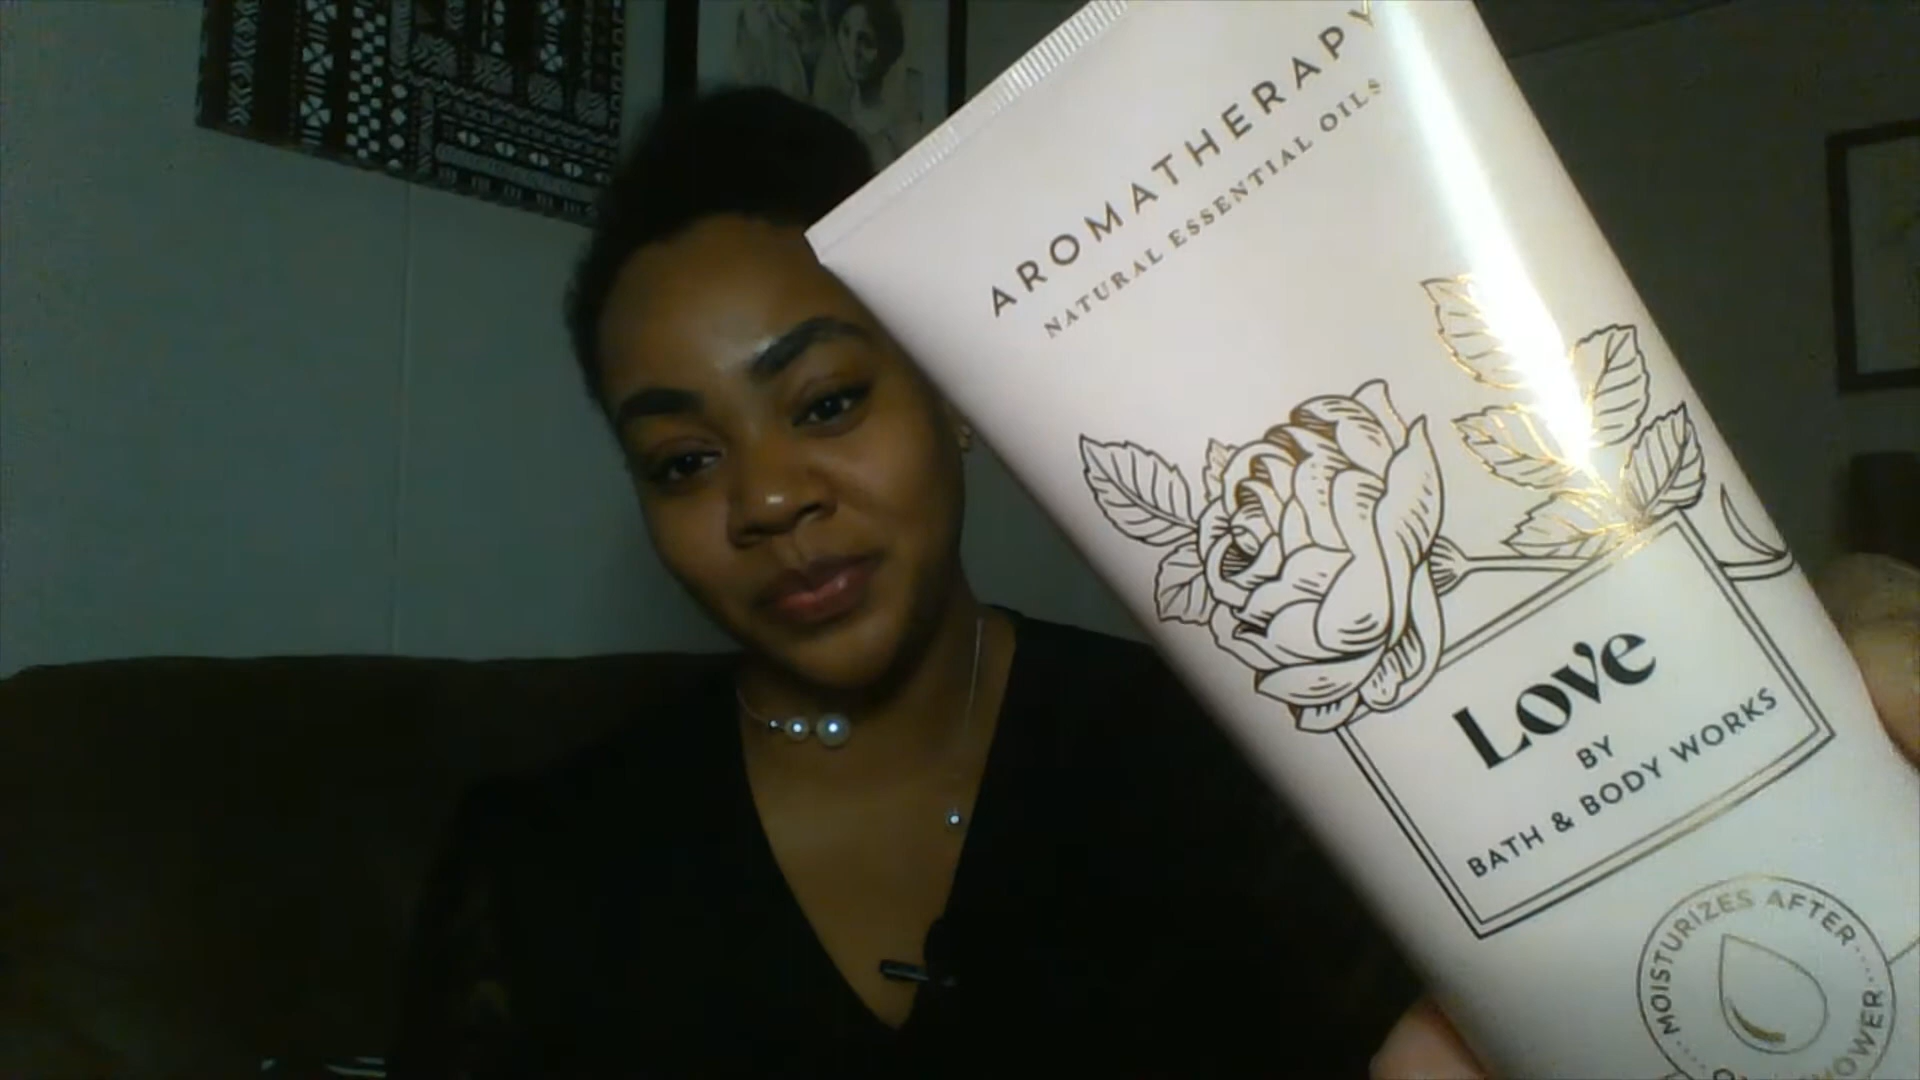 AROMATHERAPY
NATURAL ESSENTIAL OILS
Love
BY
BATH & BODY WORKS
MOISTURIZES AFTER